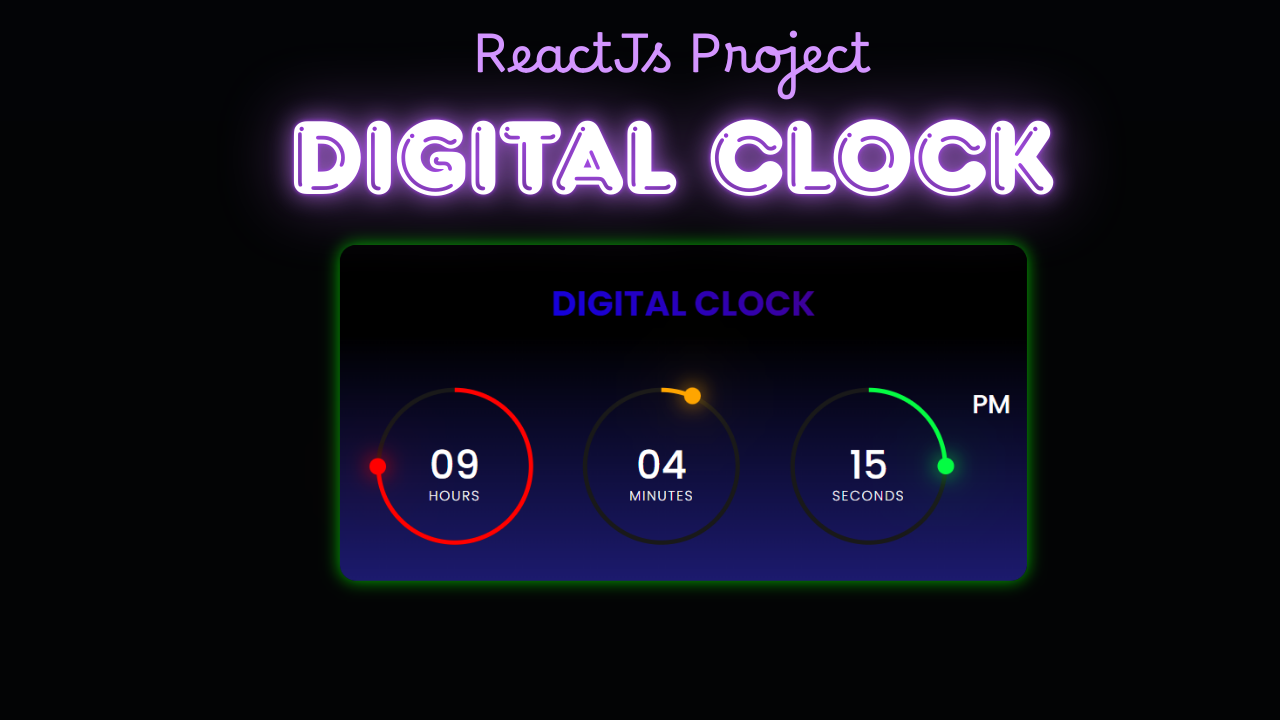 ReactJs Project
DIGITAL CLOCK
DIGITAL CLOCK
PM
09 04 15
HOURS MINUTES SECONDS